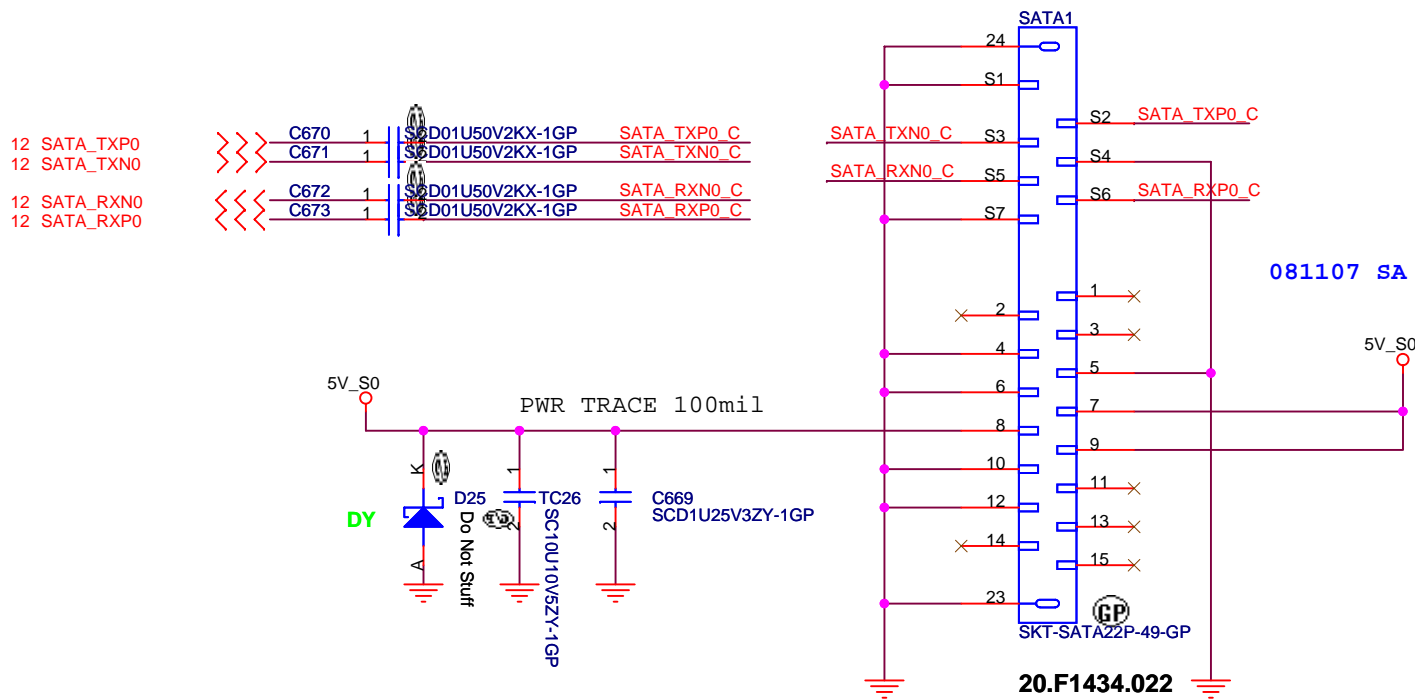 SATA1
24
S1
S2 SATA_TXP0_C
12 SATA_TXP0 C670 1 SCD01U50V2KX-1GP SATA_TXP0_C
SATA_TXN0_C S3
12 SATA_TXN0 C671 1 SCD01U50V2KX-1GP SATA_TXN0_C
S4
SATA_RXN0_C S5
12 SATA_RXN0 C672 1 SCD01U50V2KX-1GP SATA_RXN0_C
S6 SATA_RXP0_C
12 SATA_RXP0 C673 1 SCD01U50V2KX-1GP SATA_RXP0_C
S7
081107 SA
1
2
3
4
5V_S0
5
5V_S0
6
7
PWR TRACE 100mil
8
9
10
11
12
13
14
15
23
K
A
D25
DY
Do Not Stuff
1
TC26
2
SC10U10V5ZY-1GP
1
C669
2
SCD1U25V3ZY-1GP
GP
SKT-SATA22P-49-GP
20.F1434.022